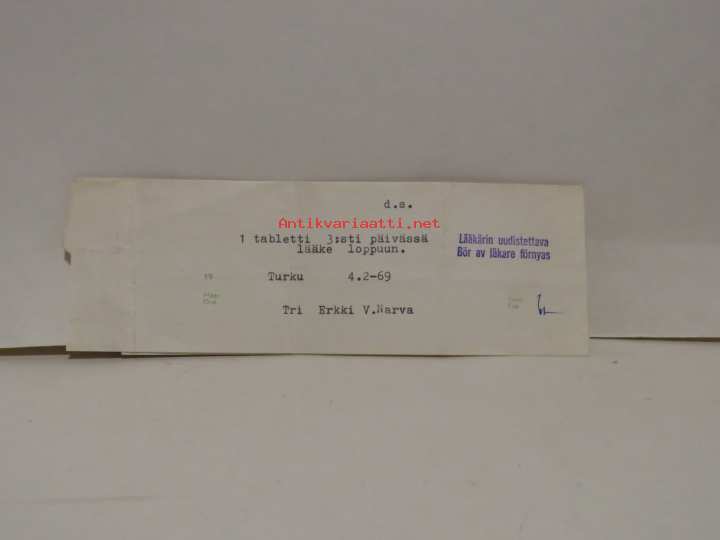 d.s.
Antikvariaatti.net
1 tabletti 3:sti päivässä
lääke loppuun.
Lääkärin uudistettava
Bör av läkare förnyas
Turku 4.2-69
Tri Erkki V.Narva